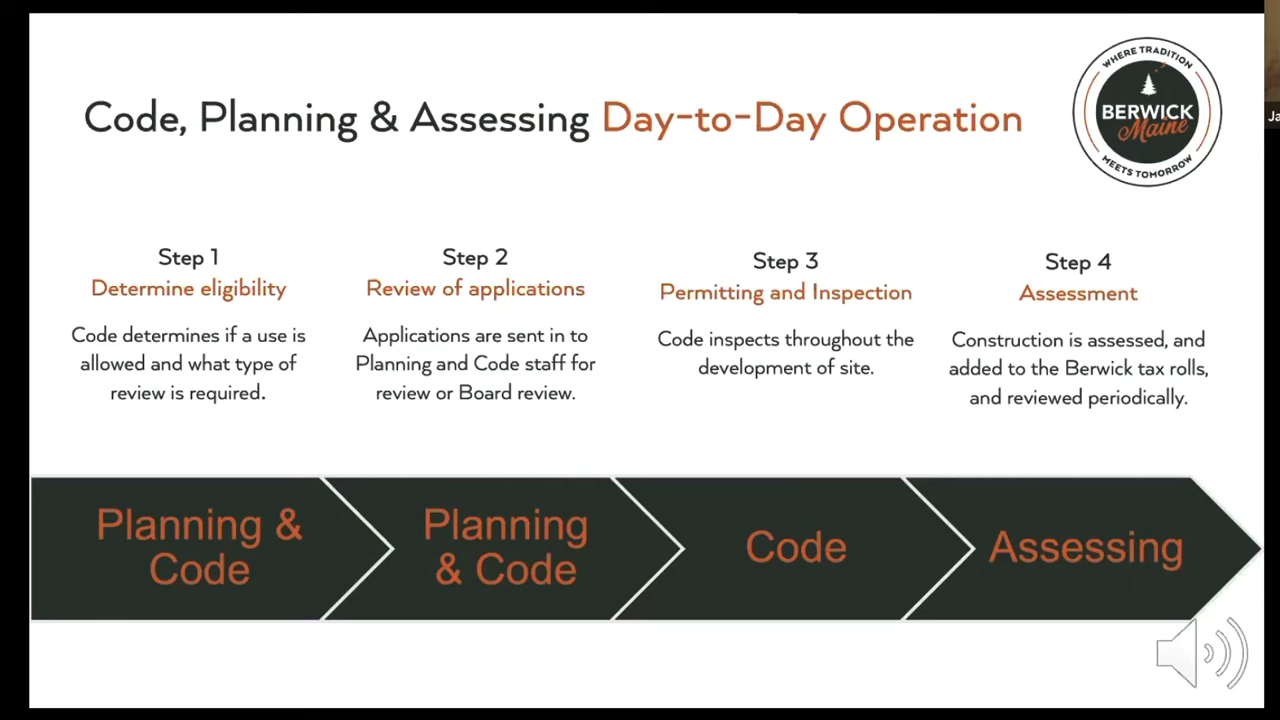 Code, Planning & Assessing Day-to-Day Operation
WHERE TRADITION
BERWICK
Maine
MEETS TOMORROW
Step 1
Determine eligibility
Code determines if a use is
allowed and what type of
review is required.
Step 2
Review of applications
Applications are sent in to
Planning and Code staff for
review or Board review.
Step 3
Permitting and Inspection
Code inspects throughout the
development of site.
Step 4
Assessment
Construction is assessed, and
added to the Berwick tax rolls,
and reviewed periodically.
Planning &
Code
Planning
& Code
Code
Assessing